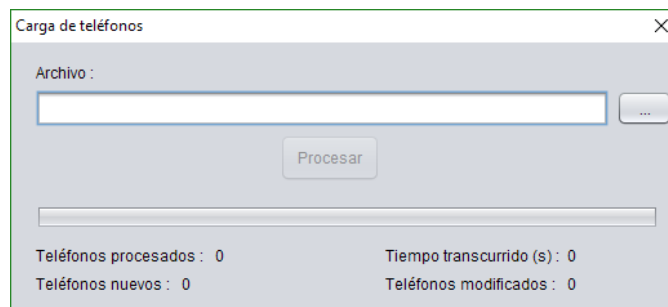 Carga de teléfonos
Archivo :
...
Procesar
Teléfonos procesados : 0 Tiempo transcurrido (s) : 0
Teléfonos nuevos : 0 Teléfonos modificados : 0